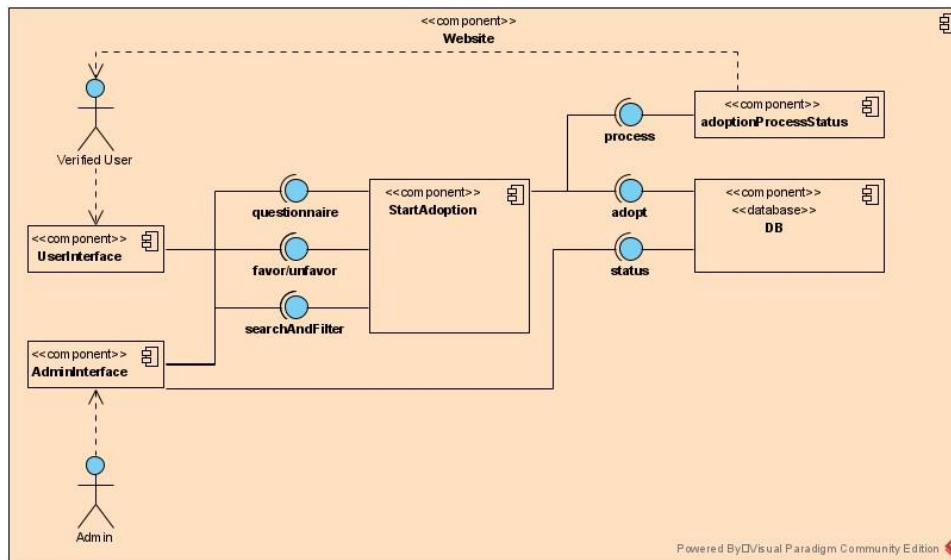 <<component>>
Website
Verified User
<<component>>
UserInterface
<<component>>
AdminInterface
Admin
questionnaire
favor/unfavor
searchAndFilter
<<component>>
StartAdoption
process
adopt
status
<<component>>
adoptionProcessStatus
<<component>>
<<database>>
DB
Powered By□Visual Paradigm Community Edition